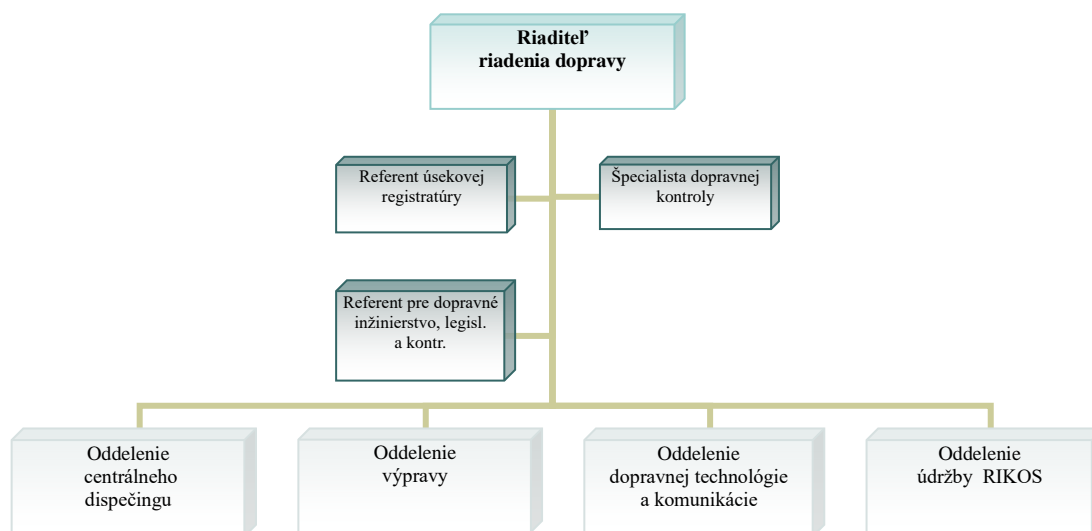 Riaditeľ
riadenia dopravy
Referent úsekovej
registratúry
Špecialista dopravnej
kontroly
Referent pre dopravné
inžinierstvo, legisl.
a kontr.
Oddelenie
centrálneho
dispečingu
Oddelenie
výpravy
Oddelenie
dopravnej technológie
a komunikácie
Oddelenie
údržby RIKOS